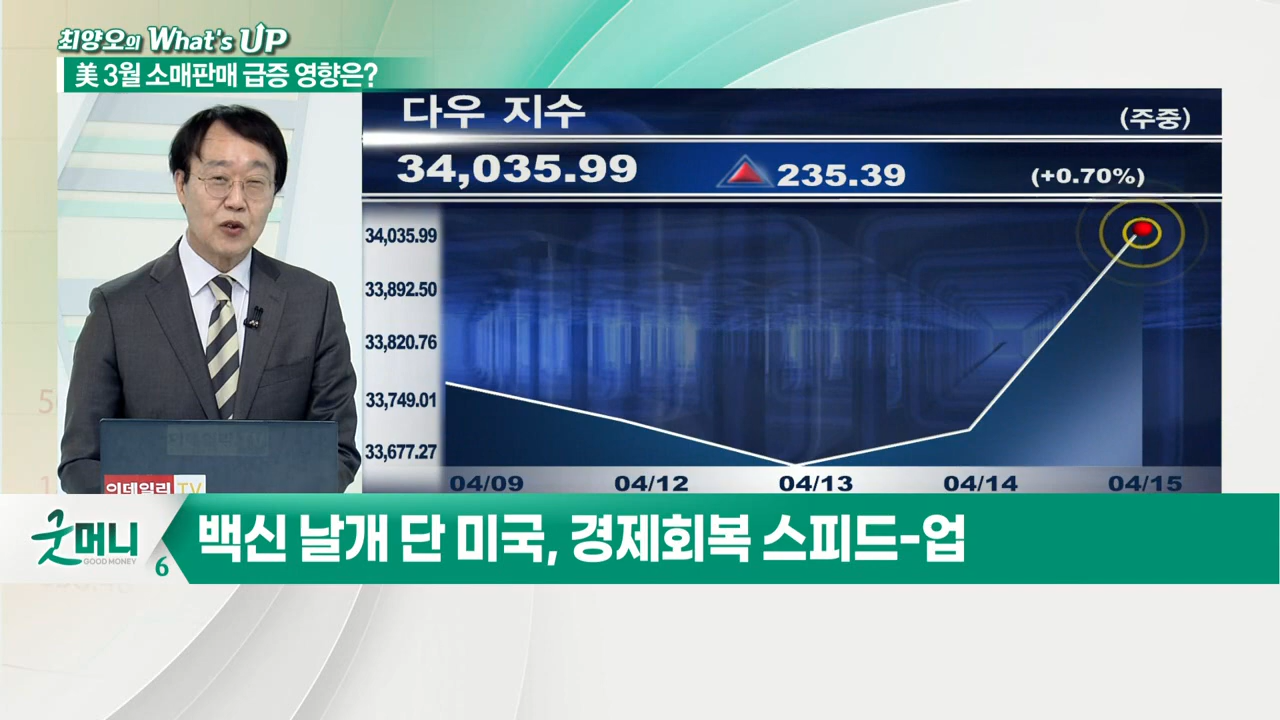 최양오의 What's UP
美 3월 소매판매 급증 영향은?
다우 지수
(주중)
34,035.99
235.39
(+0.70%)
34,035.99
33,892.50
33,820.76
33,749.01
33,677.27
04/09
04/12
04/13
04/14
04/15
이데일리 TV
굿머니
GOOD MONEY
6
백신 날개 단 미국, 경제회복 스피드-업